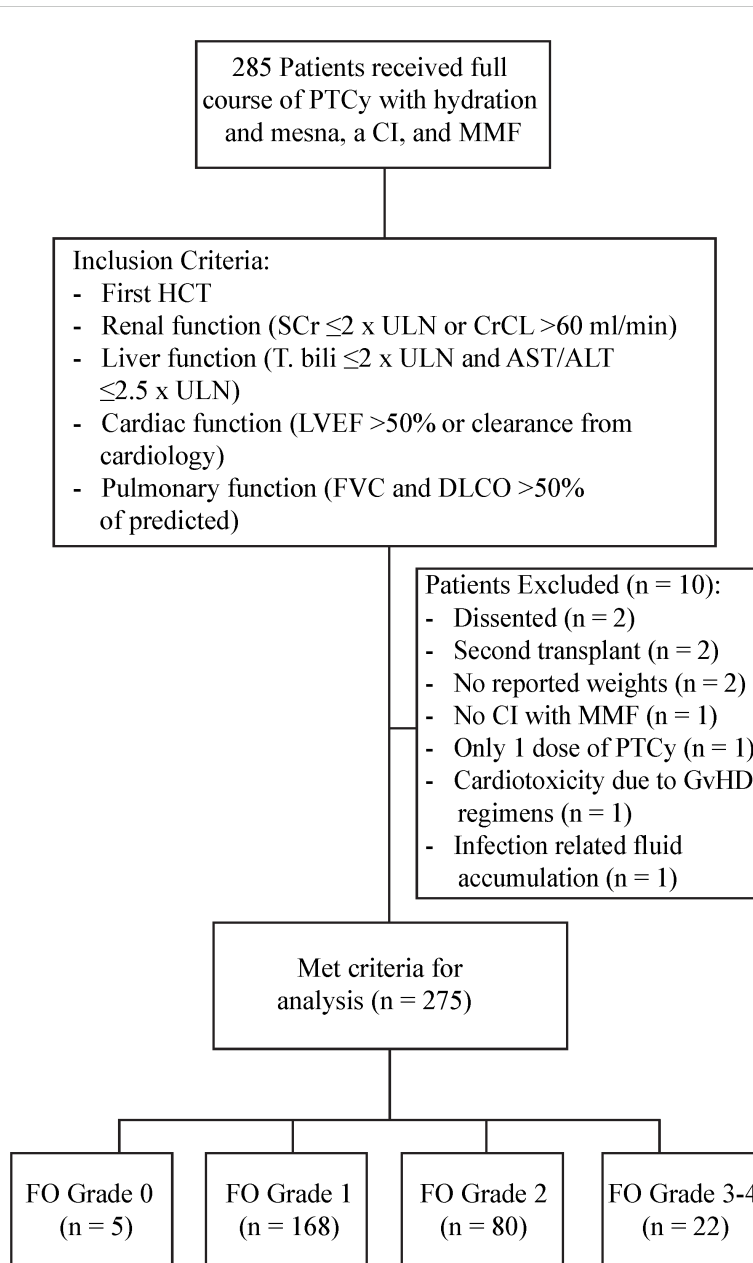 285 Patients received full
course of PTCy with hydration
and mesna, a CI, and MMF
Inclusion Criteria:
- First HCT
- Renal function (SCr ≤2 x ULN or CrCL >60 ml/min)
- Liver function (T. bili ≤2 x ULN and AST/ALT
≤2.5 x ULN)
- Cardiac function (LVEF >50% or clearance from
cardiology)
- Pulmonary function (FVC and DLCO >50%
of predicted)
Patients Excluded (n = 10):
- Dissented (n = 2)
- Second transplant (n = 2)
- No reported weights (n = 2)
- No CI with MMF (n = 1)
- Only 1 dose of PTCy (n = 1)
- Cardiotoxicity due to GvHD
regimens (n = 1)
- Infection related fluid
accumulation (n = 1)
Met criteria for
analysis (n = 275)
FO Grade 0
(n = 5)
FO Grade 1
(n = 168)
FO Grade 2
(n = 80)
FO Grade 3-4
(n = 22)